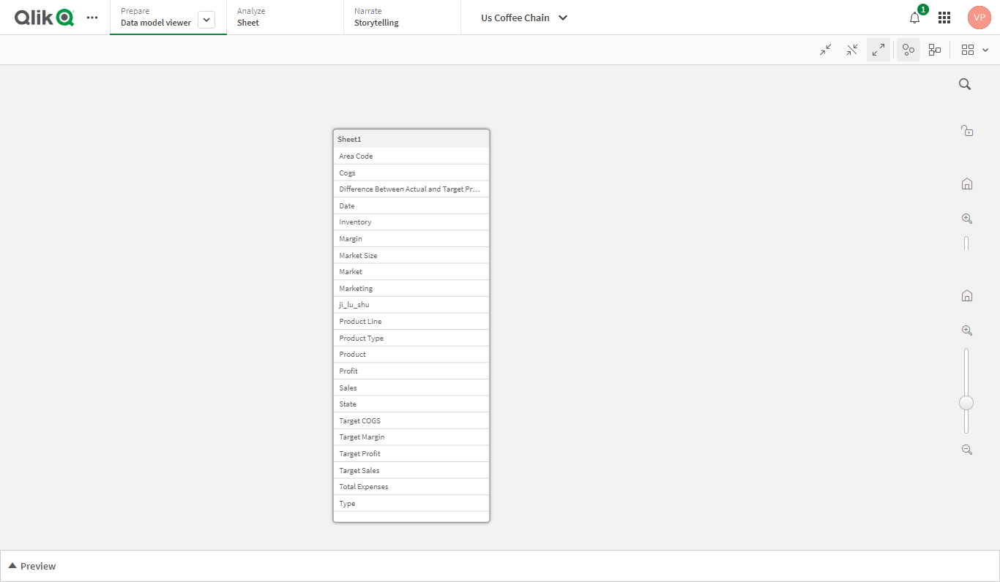 Qlik
Prepare
Data model viewer
Analyze
Sheet
Narrate
Storytelling
Us Coffee Chain
1
VP
Sheet1
Area Code
Cogs
Difference Between Actual and Target Pr...
Date
Inventory
Margin
Market Size
Market
Marketing
ji_lu_shu
Product Line
Product Type
Product
Profit
Sales
State
Target COGS
Target Margin
Target Profit
Target Sales
Total Expenses
Type
Preview